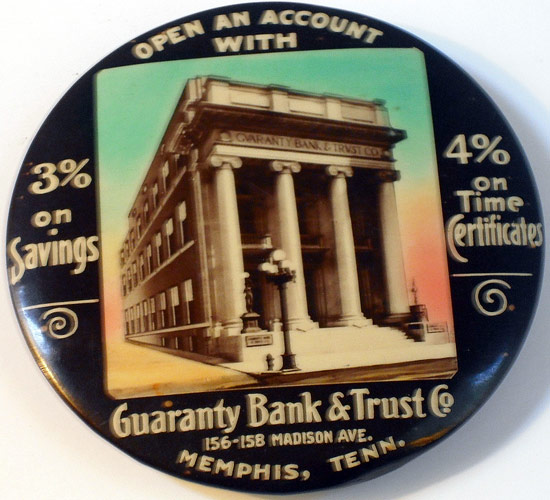 OPEN AN ACCOUNT
WITH
GUARANTY BANK & TRUST CO.
3%
on
Savings
4%
on
Time
Certificates
Guaranty Bank & Trust Co
156-158 MADISON AVE.
MEMPHIS, TENN.